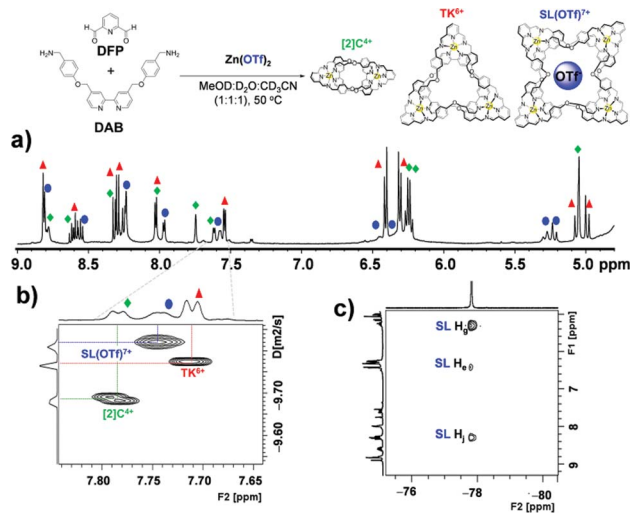 DFP
+
DAB
NH₂
H₂N
Zn(OTf)₂
MeOD:D₂O:CD₃CN
(1:1:1), 50 ºC
[2]C⁴⁺
TK⁶⁺
SL(OTf)⁷⁺
OTf⁻
a)
9.0 8.5 8.0 7.5 6.5 6.0 5.5 5.0 ppm
b)
SL(OTf)⁷⁺
TK⁶⁺
[2]C⁴⁺
D[m2/s]
−9.70
−9.60
7.80 7.75 7.70 7.65
F2 [ppm]
c)
SL Hg
SL He
SL Hj
F1 [ppm]
7
8
9
−76 −78 −80
F2 [ppm]